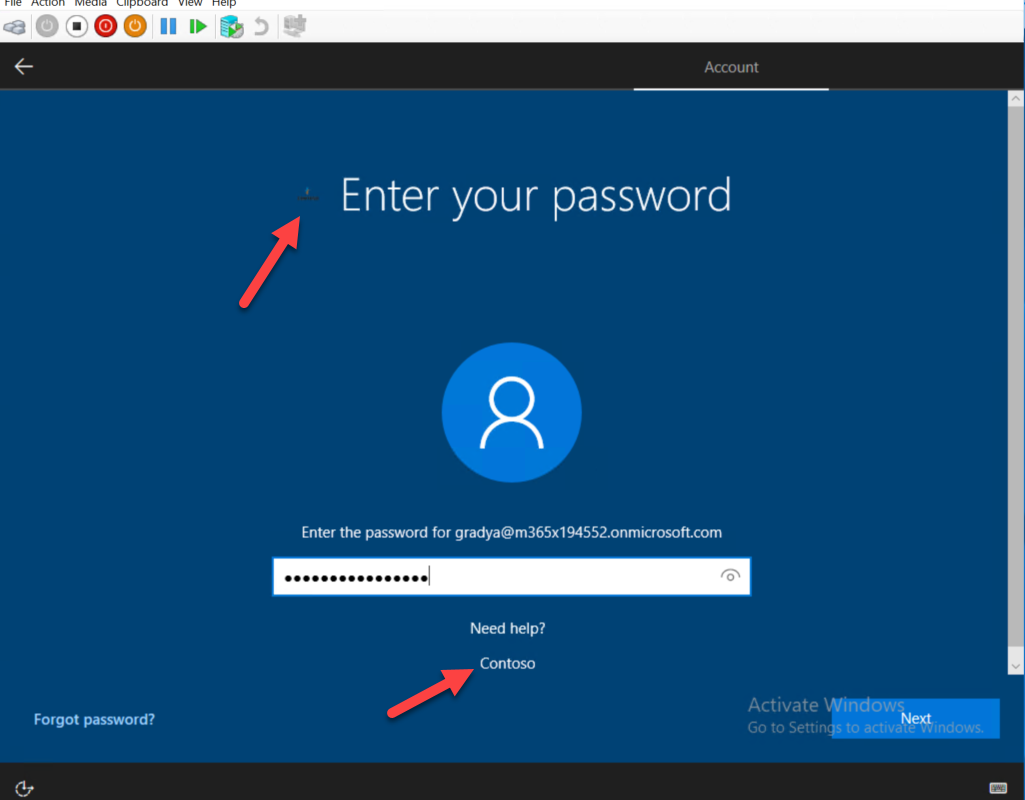 File Action Media Clipboard View Help
Account
Enter your password
Enter the password for gradya@m365x194552.onmicrosoft.com
Need help?
Contoso
Forgot password?
Activate Windows
Go to Settings to activate Windows.
Next